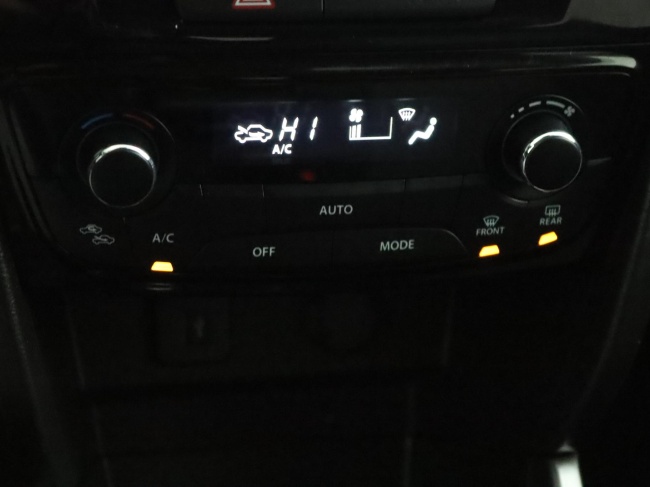 HI
A/C
AUTO
A/C
OFF
MODE
FRONT
REAR